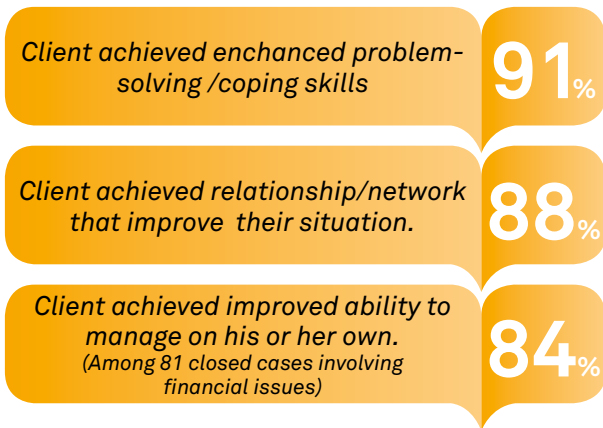 Client achieved enchanced problem-
solving /coping skills
91%
Client achieved relationship/network
that improve their situation.
88%
Client achieved improved ability to
manage on his or her own.
(Among 81 closed cases involving
financial issues)
84%